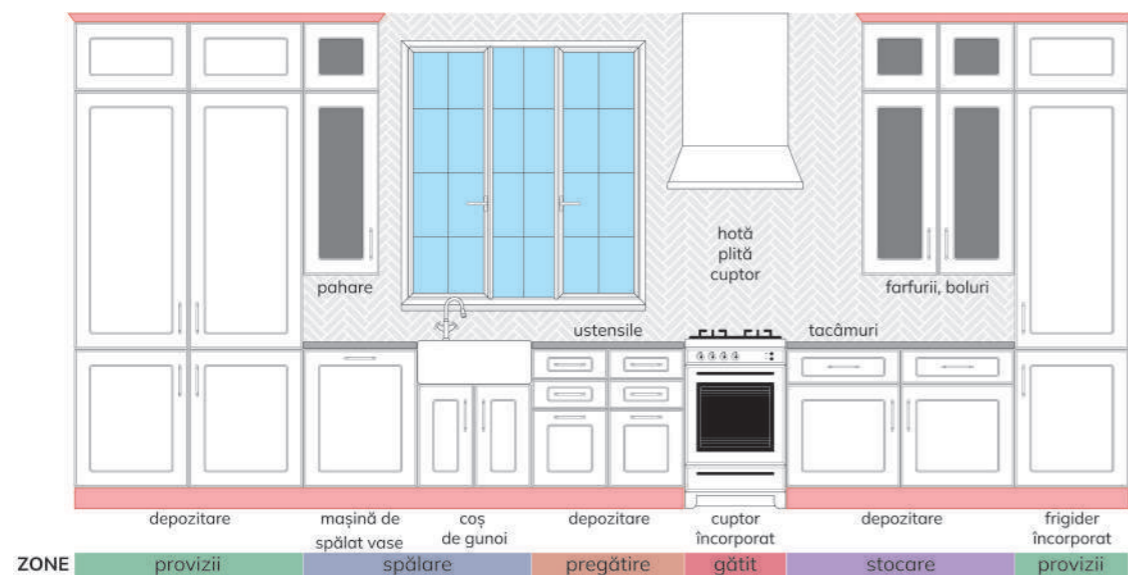 hotă
plită
cuptor
pahare
farfurii, boluri
ustensile
tacâmuri
depozitare
mașină de
spălat vase
coș
de gunoi
depozitare
cuptor
încorporat
depozitare
frigider
încorporat
ZONE
provizii
spălare
pregătire
gătit
stocare
provizii